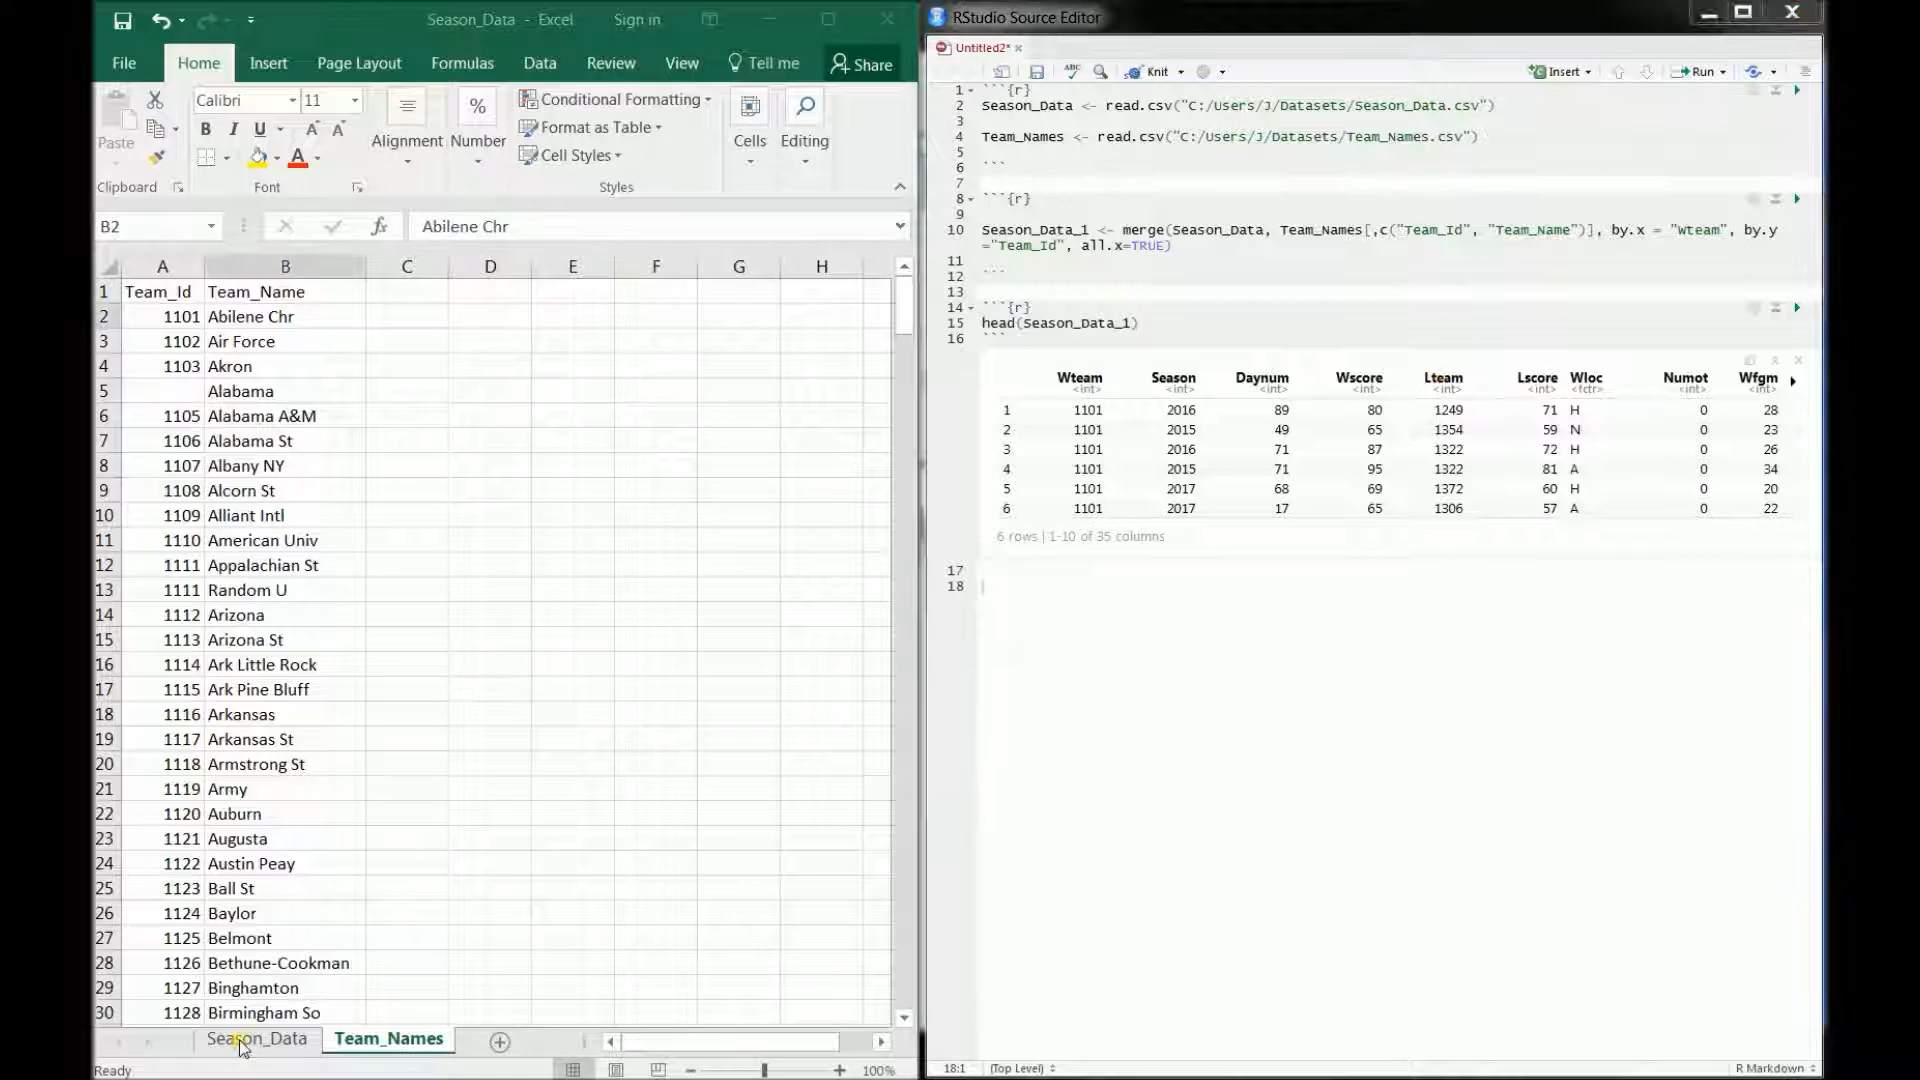 Season_Data - Excel
Sign in
File Home Insert Page Layout Formulas Data Review View Tell me Share
Paste
Calibri 11
B I U A A
A
Alignment
%
Number
Conditional Formatting
Format as Table
Cell Styles
Cells
Editing
Clipboard Font Styles
B2 fx Abilene Chr
A B C D E F G H
1 Team_Id Team_Name
2 1101 Abilene Chr
3 1102 Air Force
4 1103 Akron
5 Alabama
6 1105 Alabama A&M
7 1106 Alabama St
8 1107 Albany NY
9 1108 Alcorn St
10 1109 Alliant Intl
11 1110 American Univ
12 1111 Appalachian St
13 1111 Random U
14 1112 Arizona
15 1113 Arizona St
16 1114 Ark Little Rock
17 1115 Ark Pine Bluff
18 1116 Arkansas
19 1117 Arkansas St
20 1118 Armstrong St
21 1119 Army
22 1120 Auburn
23 1121 Augusta
24 1122 Austin Peay
25 1123 Ball St
26 1124 Baylor
27 1125 Belmont
28 1126 Bethune-Cookman
29 1127 Binghamton
30 1128 Birmingham So
Season_Data Team_Names
Ready 100%
RStudio Source Editor
Untitled2*
ABC Knit Insert Run
1 ```{r}
2 Season_Data <- read.csv("C:/Users/J/Datasets/Season_Data.csv")
3
4 Team_Names <- read.csv("C:/Users/J/Datasets/Team_Names.csv")
5
6 ```
7
8 ```{r}
9
10 Season_Data_1 <- merge(Season_Data, Team_Names[,c("Team_Id", "Team_Name")], by.x = "Wteam", by.y
="Team_Id", all.x=TRUE)
11
12 ```
13
14 ```{r}
15 head(Season_Data_1)
16 ```
Wteam Season Daynum Wscore Lteam Lscore Wloc Numot Wfgm
<int> <int> <int> <int> <int> <int> <fctr> <int> <int>
1 1101 2016 89 80 1249 71 H 0 28
2 1101 2015 49 65 1354 59 N 0 23
3 1101 2016 71 87 1322 72 H 0 26
4 1101 2015 71 95 1322 81 A 0 34
5 1101 2017 68 69 1372 60 H 0 20
6 1101 2017 17 65 1306 57 A 0 22
6 rows | 1-10 of 35 columns
17
18
18:1 (Top Level) R Markdown